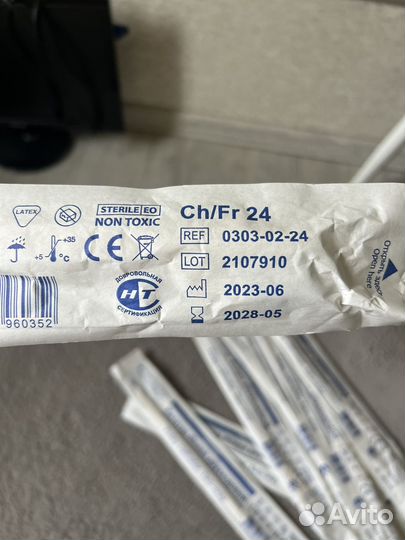 LATEX
STERILE EO
NON TOXIC
Ch/Fr 24
REF 0303-02-24
+35
+5 °C
CE
LOT 2107910
ДОБРОВОЛЬНАЯ
НТ
СЕРТИФИКАЦИЯ
2023-06
2028-05
960352
Открыть здесь
Open here
Avito